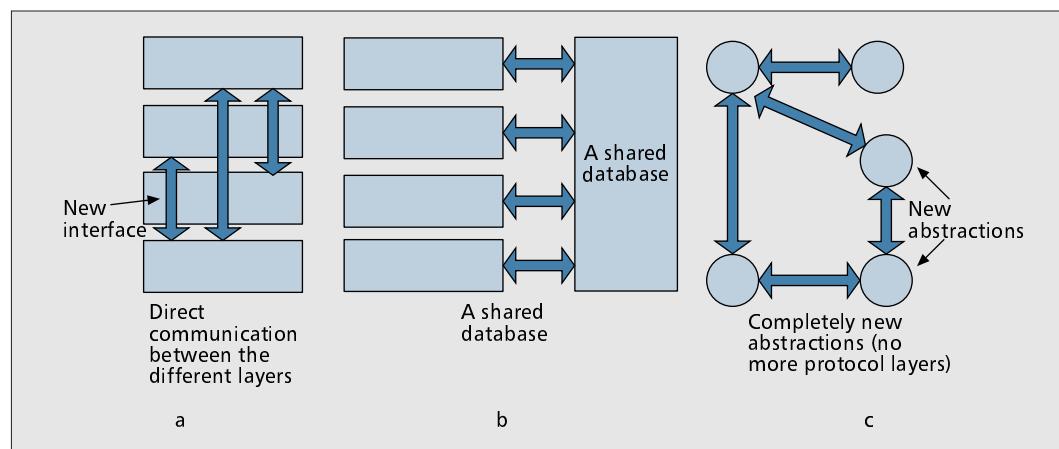 New
interface
Direct
communication
between the
different layers
a
A shared
database
A shared
database
b
New
abstractions
Completely new
abstractions (no
more protocol layers)
c